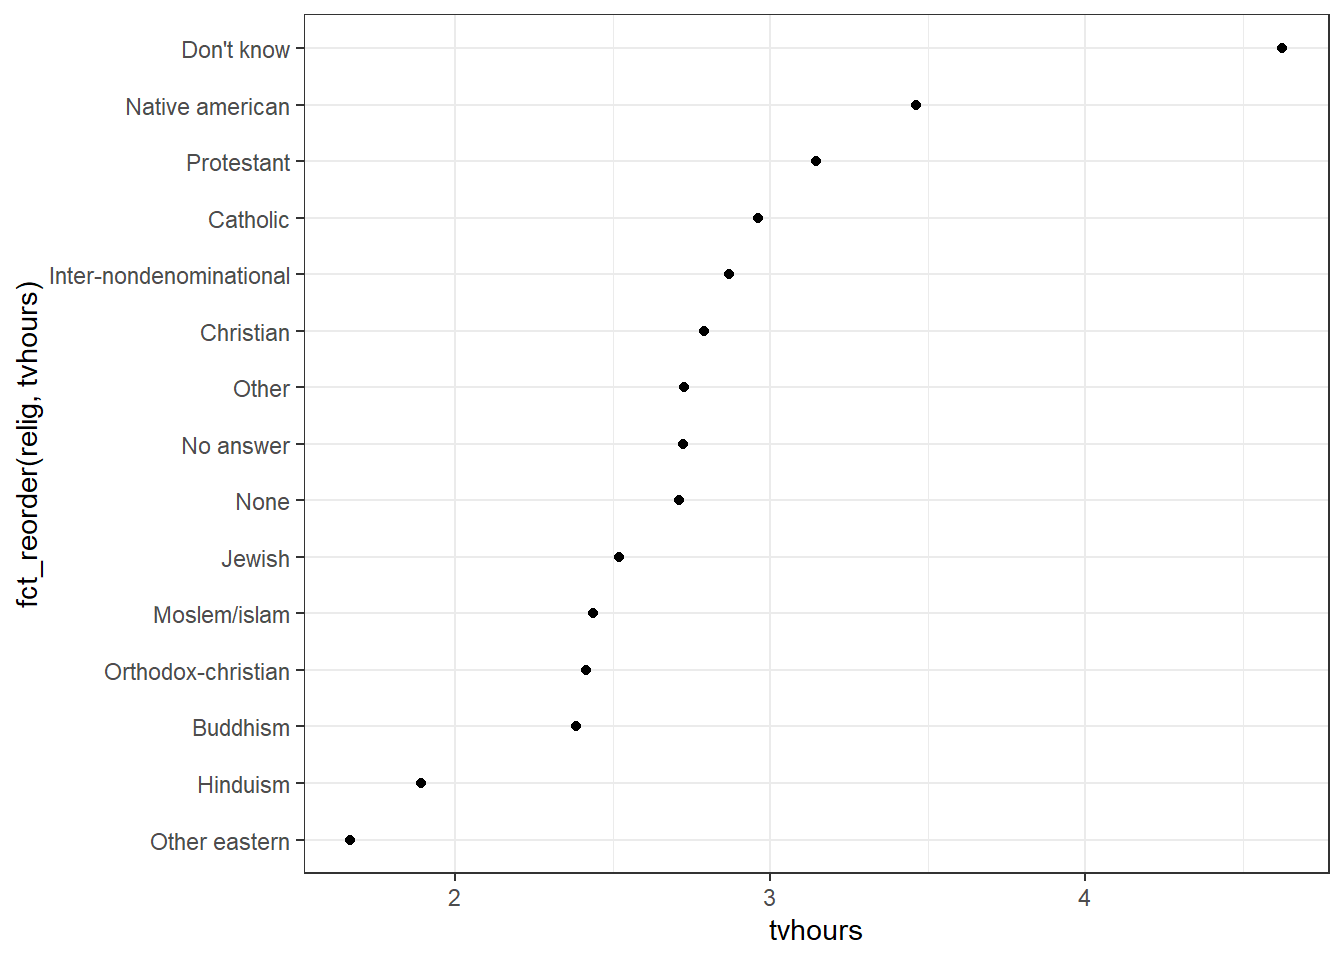 Don't know
Native american
Protestant
Catholic
Inter-nondenominational
Christian
Other
No answer
None
Jewish
Moslem/islam
Orthodox-christian
Buddhism
Hinduism
Other eastern
fct_reorder(relig, tvhours)
2 3 4
tvhours